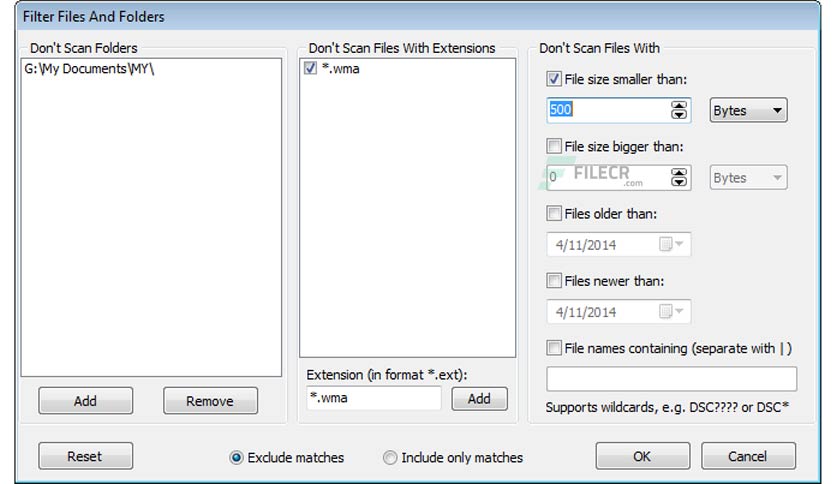 Filter Files And Folders
Don't Scan Folders
G:\My Documents\MY\
Add
Remove
Don't Scan Files With Extensions
*.wma
Extension (in format *.ext):
*.wma
Add
Don't Scan Files With
File size smaller than:
500
Bytes
File size bigger than:
0
Bytes
FILECR
.com
Files older than:
4/11/2014
Files newer than:
4/11/2014
File names containing (separate with | )
Supports wildcards, e.g. DSC???? or DSC*
Reset
Exclude matches
Include only matches
OK
Cancel